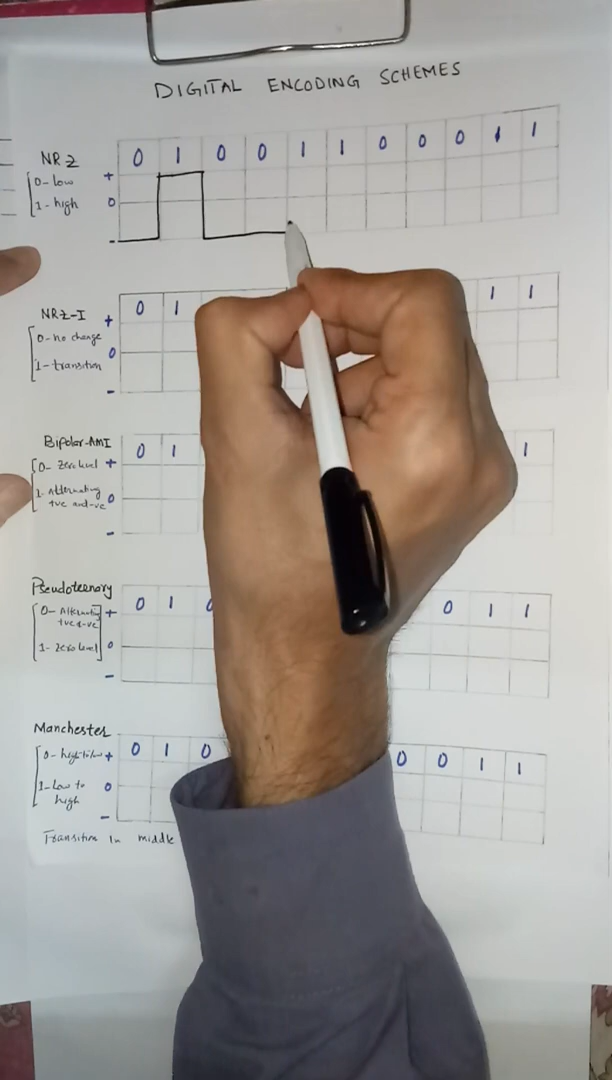 DIGITAL ENCODING SCHEMES
0 1 0 0 1 1 0 0 0 1 1
NRZ
0-low +
1-high 0
-
NRZ-I 0 1 1 1
+
0-no change
0
1-transition
-
Bipolar-AMI 0 1 1
0- Zero level +
1- Alternating 0
+ve and -ve
-
Pseudoteenory
0 1 0 0 1 1
0- Alternating +
+ve & -ve
1- Zero level 0
-
Manchester 0 1 0 0 0 1 1
0-high to low +
1-Low to 0
high
-
Transition in middle